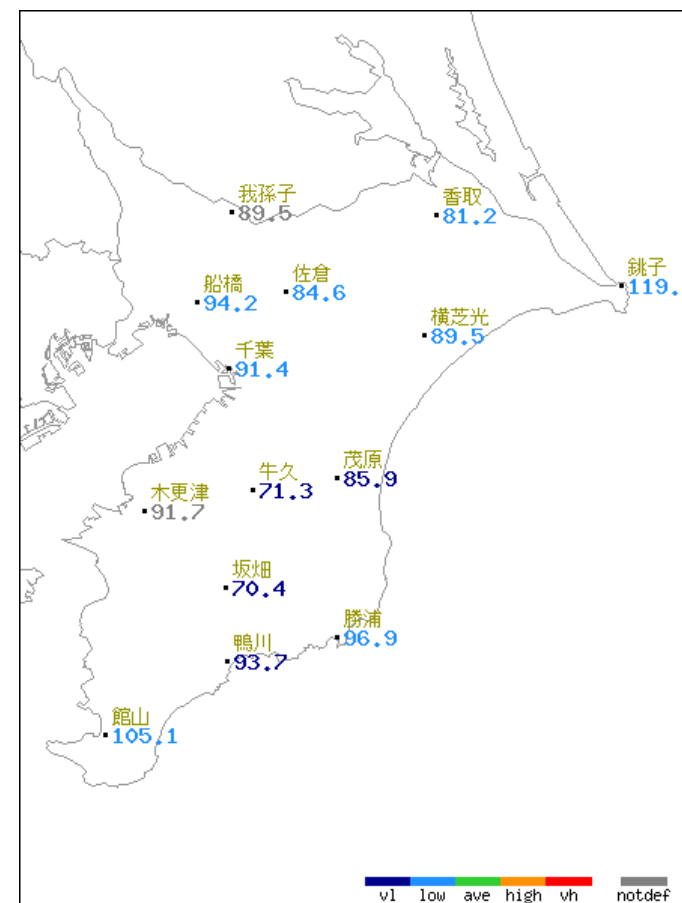 我孫子
89.5
香取
81.2
銚子
119.
佐倉
84.6
船橋
94.2
横芝光
89.5
千葉
91.4
茂原
85.9
牛久
71.3
木更津
91.7
坂畑
70.4
勝浦
96.9
鴨川
93.7
館山
105.1
vl low ave high vh notdef